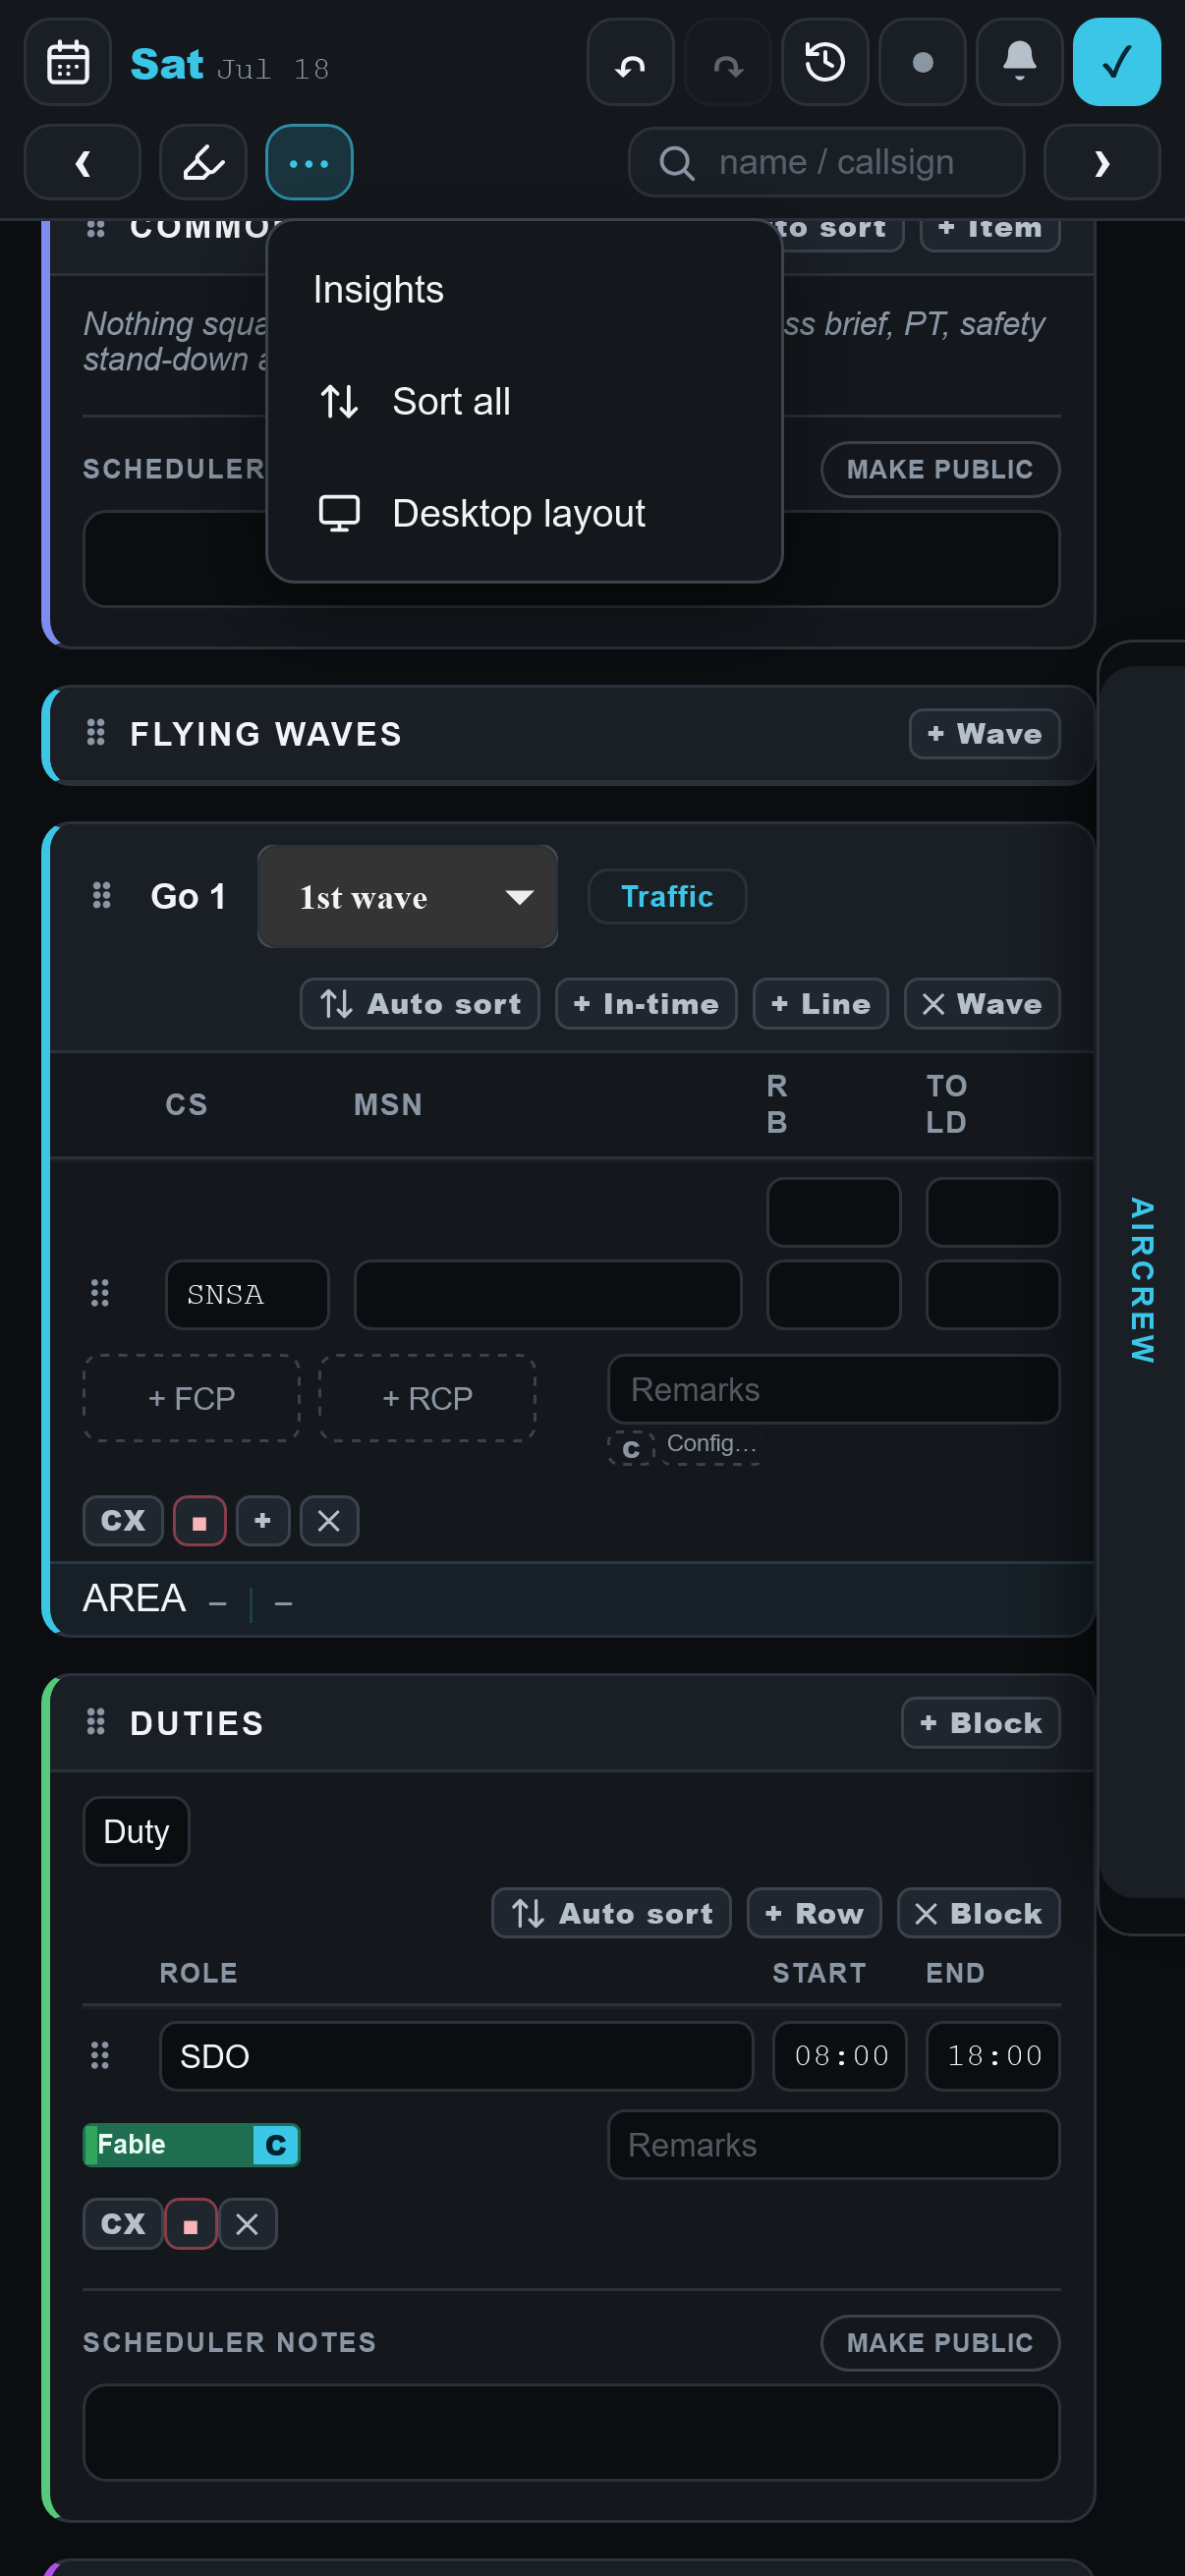 Sat Jul 18
name / callsign
to sort + Item
Insights
Nothing ss brief, PT, safety
stand-down
Sort all
SCHEDULER MAKE PUBLIC
Desktop layout
FLYING WAVES + Wave
Go 1 1st wave Traffic
Auto sort + In-time + Line × Wave
CS MSN R TO
B LD
SNSA
+ FCP + RCP Remarks
C Config...
CX + ×
AREA – | –
AIRCREW
DUTIES + Block
Duty
Auto sort + Row × Block
ROLE START END
SDO 08:00 18:00
Fable C Remarks
CX ×
SCHEDULER NOTES MAKE PUBLIC